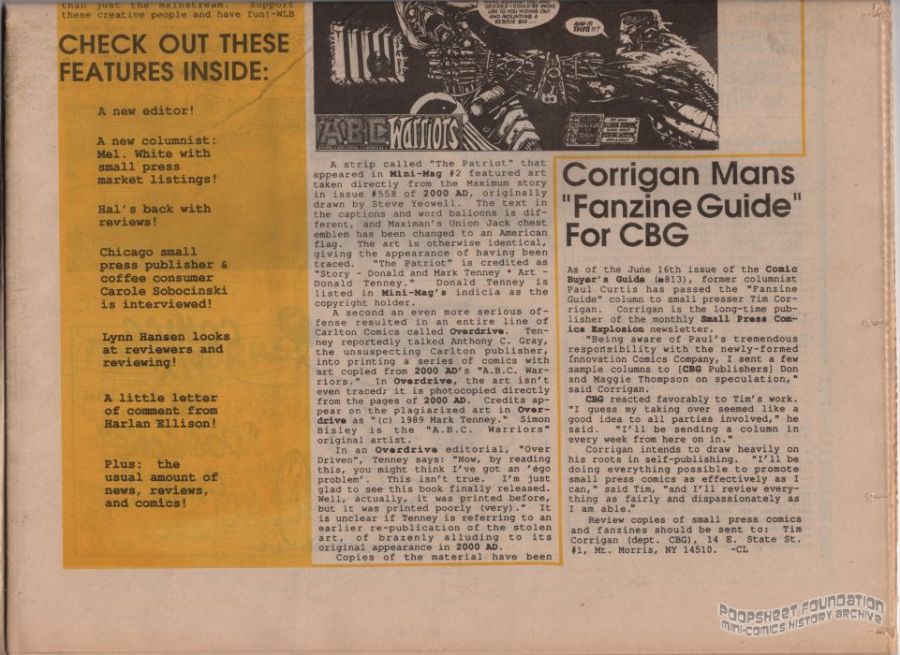 than just the mainstream. Support
these creative people and have fun!-WLB
CHECK OUT THESE
FEATURES INSIDE:
A new editor!
A new columnist:
Mel. White with
small press
market listings!
Hal's back with
reviews!
Chicago small
press publisher &
coffee consumer
Carole Sobocinski
is interviewed!
Lynn Hansen looks
at reviewers and
reviewing!
A little letter
of comment from
Harlan Ellison!
Plus: the
usual amount of
news, reviews,
and comics!
DECIDED I COULD BE MORE
USE TO YOU HIDING OUT
AND MOUNTING A
RESCUE BID...
AND IS
THIS IT?
A.B.C. Warriors
A strip called "The Patriot" that
appeared in Mini-Mag #2 featured art
taken directly from the Maximum story
in issue #558 of 2000 AD, originally
drawn by Steve Yeowell. The text in
the captions and word balloons is dif-
ferent, and Maximan's Union Jack chest
emblem has been changed to an American
flag. The art is otherwise identical,
giving the appearance of having been
traced. "The Patriot" is credited as
"Story - Donald and Mark Tenney * Art -
Donald Tenney." Donald Tenney is
listed in Mini-Mag's indicia as the
copyright holder.
A second an even more serious of-
fense resulted in an entire line of
Carlton Comics called Overdrive. Ten-
ney reportedly talked Anthony C. Gray,
the unsuspecting Carlton publisher,
into printing a series of comics with
art copied from 2000 AD's "A.B.C. War-
riors." In Overdrive, the art isn't
even traced; it is photocopied directly
from the pages of 2000 AD. Credits ap-
pear on the plagiarized art in Over-
drive as "(c) 1989 Mark Tenney." Simon
Bisley is the "A.B.C. Warriors"
original artist.
In an Overdrive editorial, "Over
Driven", Tenney says: "Now, by reading
this, you might think I've got an 'ego
problem'. This isn't true. I'm just
glad to see this book finally released.
Well, actually, it was printed before,
but it was printed poorly (very)." It
is unclear if Tenney is referring to an
earlier re-publication of the stolen
art, of brazenly alluding to its
original appearance in 2000 AD.
Copies of the material have been
Corrigan Mans
"Fanzine Guide"
For CBG
As of the June 16th issue of the Comic
Buyer's Guide (#813), former columnist
Paul Curtis has passed the "Fanzine
Guide" column to small presser Tim Cor-
rigan. Corrigan is the long-time pub-
lisher of the monthly Small Press Com-
ics Explosion newsletter.
"Being aware of Paul's tremendous
responsibility with the newly-formed
Innovation Comics Company, I sent a few
sample columns to [CBG Publishers] Don
and Maggie Thompson on speculation,"
said Corrigan.
CBG reacted favorably to Tim's work.
"I guess my taking over seemed like a
good idea to all parties involved," he
said. "I'll be sending a column in
every week from here on in."
Corrigan intends to draw heavily on
his roots in self-publishing. "I'll be
doing everything possible to promote
small press comics as effectively as I
can," said Tim, "and I'll review every-
thing as fairly and dispassionately as
I am able."
Review copies of small press comics
and fanzines should be sent to: Tim
Corrigan (dept. CBG), 14 E. State St.
#1, Mt. Morris, NY 14510. -CL
POOPSHEET FOUNDATION
MINI-COMICS HISTORY ARCHIVE